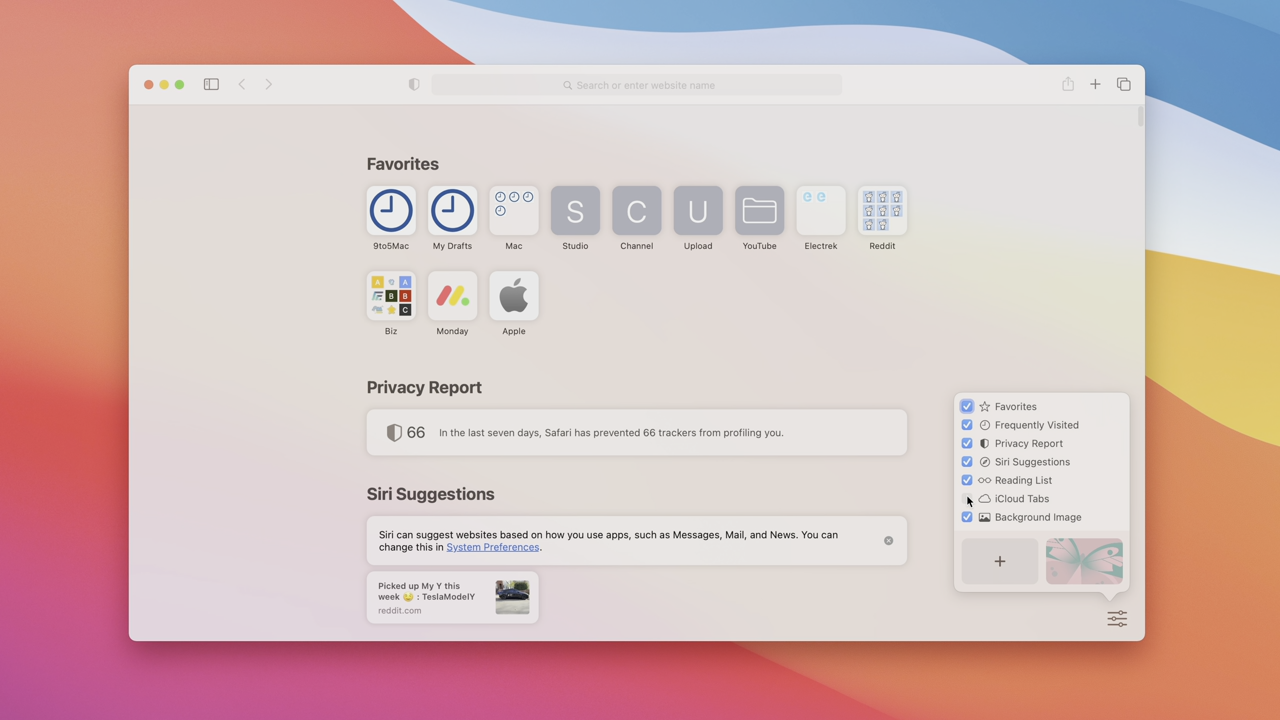 Search or enter website name
Favorites
S
C
U
9to5Mac
My Drafts
Mac
Studio
Channel
Upload
YouTube
Electrek
Reddit
A
A
B
B
C
Biz
Monday
Apple
Privacy Report
66
In the last seven days, Safari has prevented 66 trackers from profiling you.
Siri Suggestions
Siri can suggest websites based on how you use apps, such as Messages, Mail, and News. You can
change this in System Preferences.
Picked up My Y this
week 😄 : TeslaModelY
reddit.com
Favorites
Frequently Visited
Privacy Report
Siri Suggestions
Reading List
iCloud Tabs
Background Image